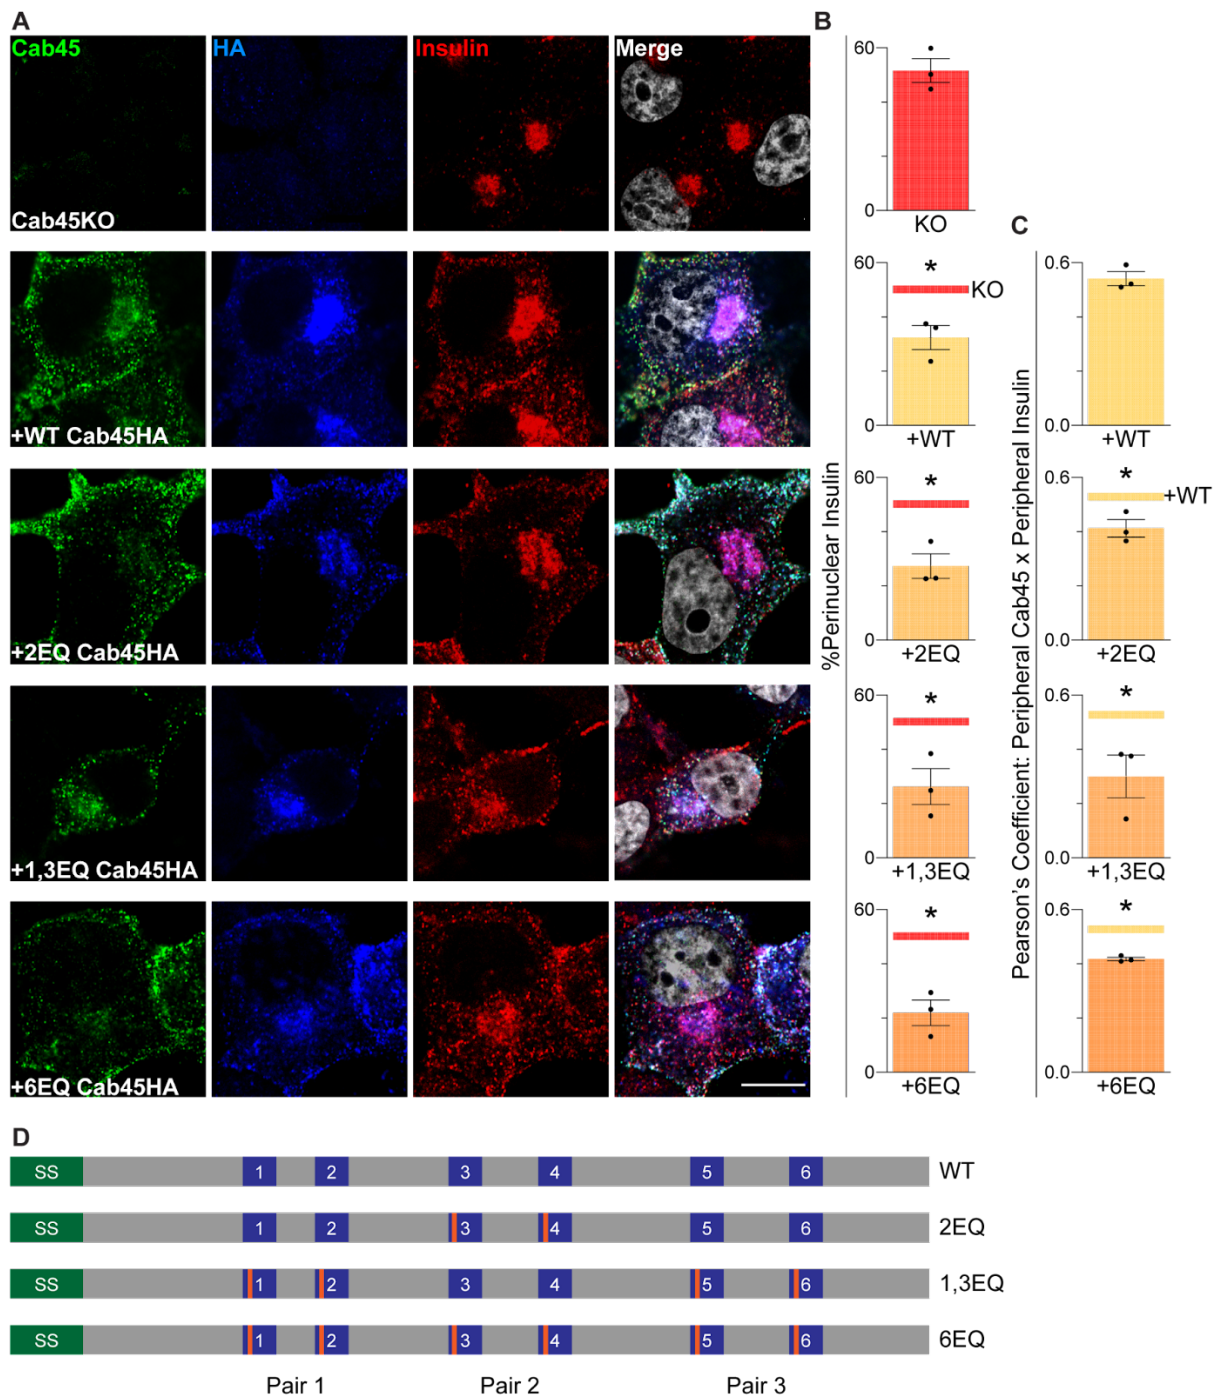 A
B
Cab45
HA
Insulin
Merge
Cab45KO
60
0
KO
C
+WT Cab45HA
60
*
KO
0
+WT
0.6
0.0
+WT
+2EQ Cab45HA
60
*
0
+2EQ
0.6
*
+WT
0.0
+2EQ
+1,3EQ Cab45HA
60
*
0
+1,3EQ
0.6
*
0.0
+1,3EQ
+6EQ Cab45HA
60
*
0
+6EQ
0.6
*
0.0
+6EQ
%Perinuclear Insulin
Pearson's Coefficient: Peripheral Cab45 x Peripheral Insulin
D
SS 1 2 3 4 5 6 WT
SS 1 2 3 4 5 6 2EQ
SS 1 2 3 4 5 6 1,3EQ
SS 1 2 3 4 5 6 6EQ
Pair 1 Pair 2 Pair 3